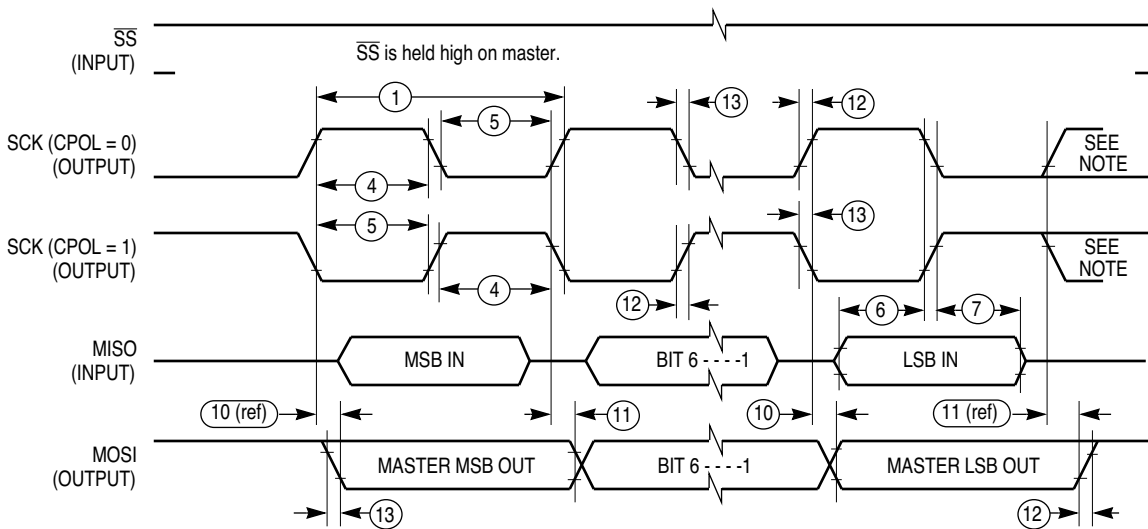 SS
(INPUT)
SS is held high on master.
1
13
12
5
SCK (CPOL = 0)
(OUTPUT)
SEE
NOTE
4
5
13
SCK (CPOL = 1)
(OUTPUT)
SEE
NOTE
4
12
6
7
MISO
(INPUT)
MSB IN
BIT 6 - - - -1
LSB IN
10 (ref)
11
10
11 (ref)
MOSI
(OUTPUT)
MASTER MSB OUT
BIT 6 - - - -1
MASTER LSB OUT
13
12